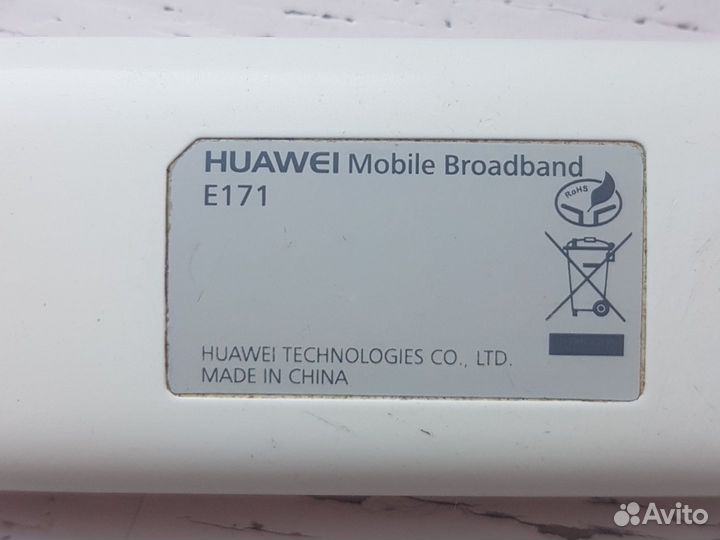 HUAWEI Mobile Broadband
E171
RoHS
HUAWEI TECHNOLOGIES CO., LTD.
MADE IN CHINA
Avito